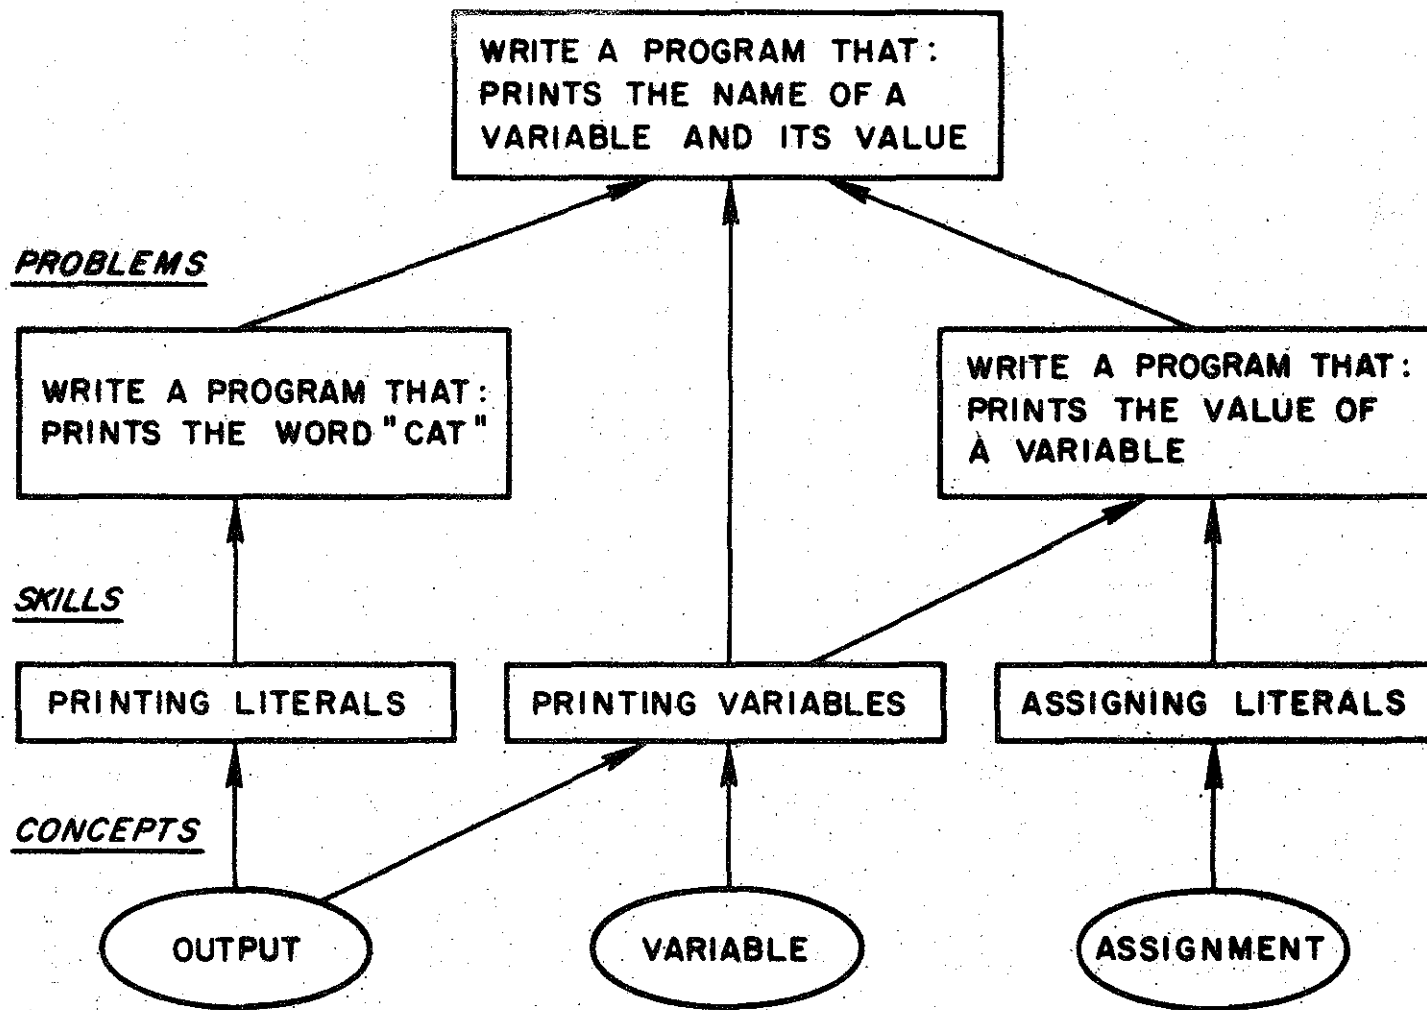 WRITE A PROGRAM THAT:
PRINTS THE NAME OF A
VARIABLE AND ITS VALUE
PROBLEMS
WRITE A PROGRAM THAT:
PRINTS THE WORD "CAT"
WRITE A PROGRAM THAT:
PRINTS THE VALUE OF
A VARIABLE
SKILLS
PRINTING LITERALS
PRINTING VARIABLES
ASSIGNING LITERALS
CONCEPTS
OUTPUT
VARIABLE
ASSIGNMENT